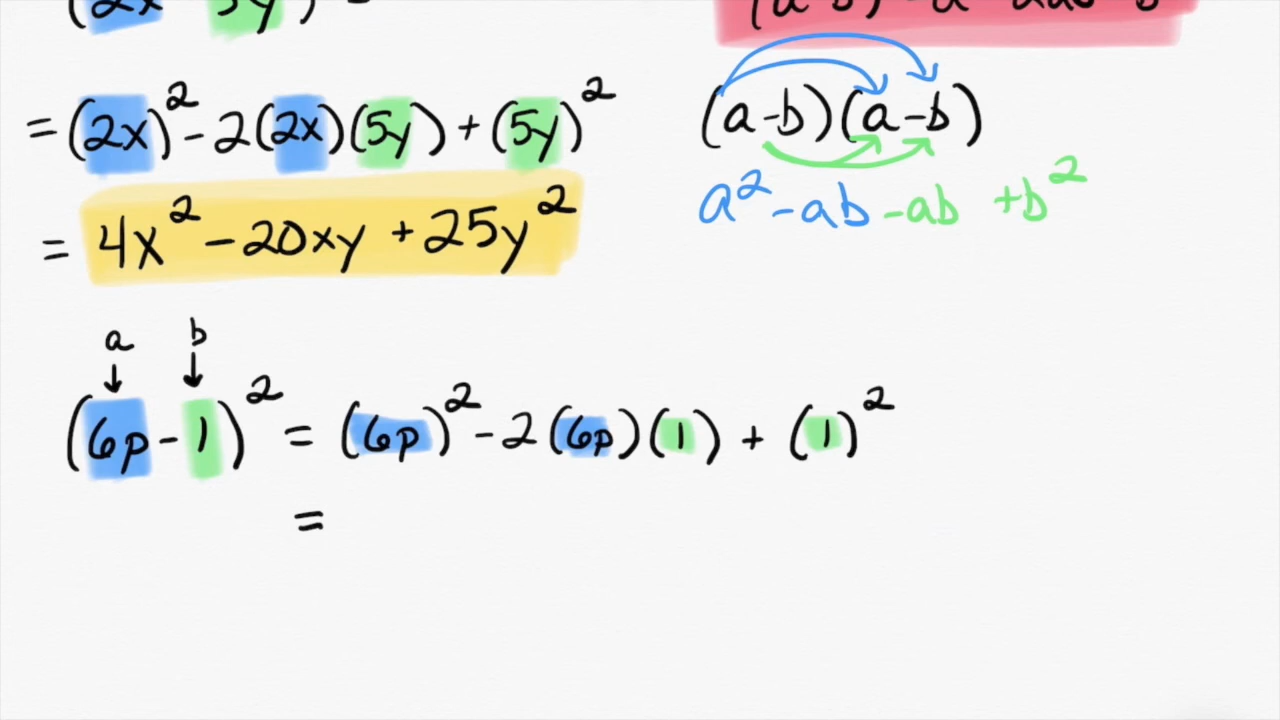 = (2x)² - 2(2x)(5y) + (5y)²
= 4x² - 20xy + 25y²
(a-b)(a-b)
a² - ab - ab + b²
a b
(6p - 1)² = (6p)² - 2(6p)(1) + (1)²
=